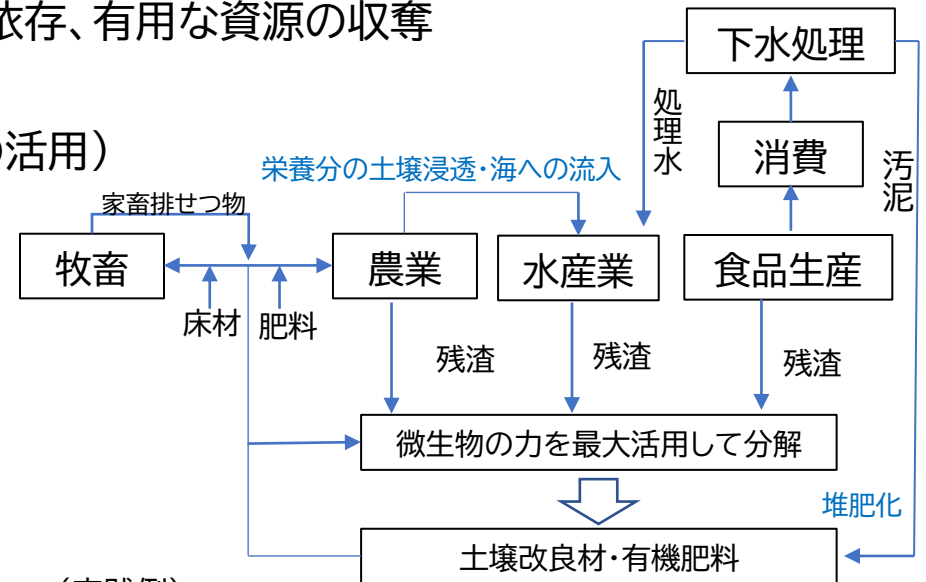 依存、有用な資源の収奪
の活用）
下水処理
処理水
消費
汚泥
栄養分の土壌浸透・海への流入
家畜排せつ物
牧畜
農業
水産業
食品生産
床材
肥料
残渣
残渣
残渣
微生物の力を最大活用して分解
堆肥化
土壌改良材・有機肥料
（実践例）